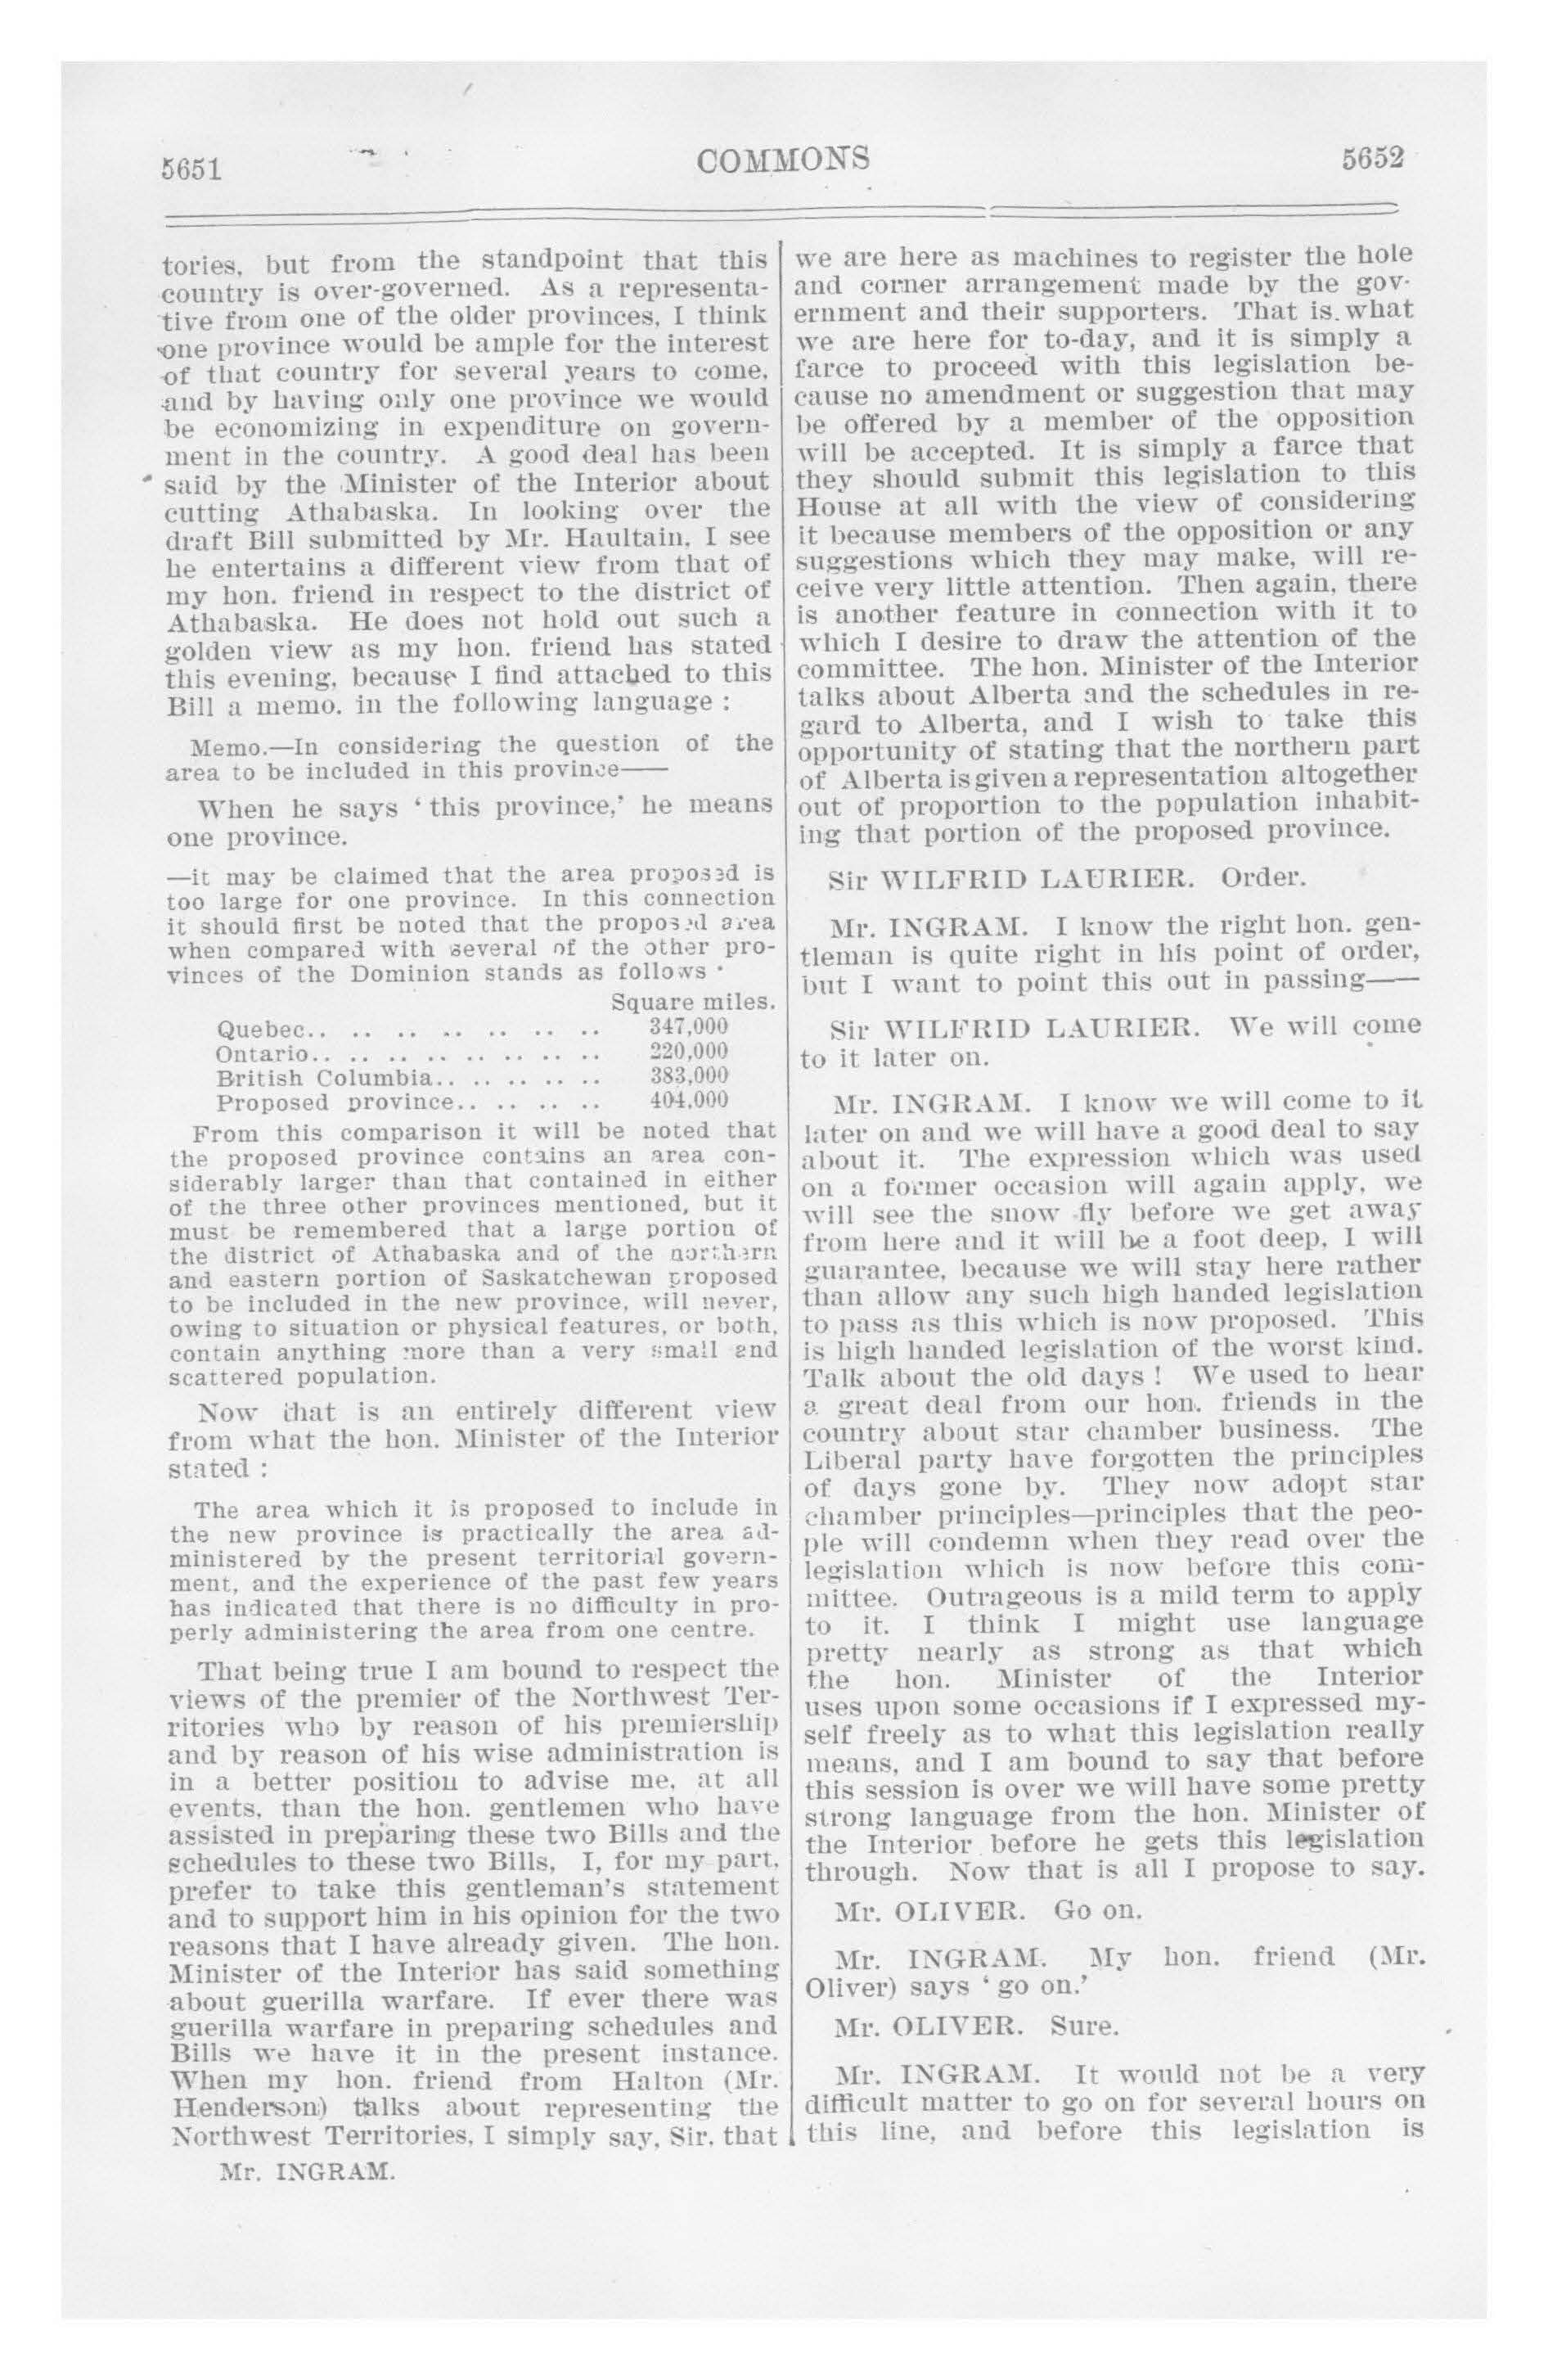 5651
COMMONS
5652
tories, but from the standpoint that this
country is over-governed. As a representa-
tive from one of the older provinces, I think
one province would be ample for the interest
of that country for several years to come,
and by having only one province we would
be economizing in expenditure on govern-
ment in the country. A good deal has been
said by the Minister of the Interior about
cutting Athabaska. In looking over the
draft Bill submitted by Mr. Haultain, I see
he entertains a different view from that of
my hon. friend in respect to the district of
Athabaska. He does not hold out such a
golden view as my hon. friend has stated
this evening, because I find attached to this
Bill a memo. in the following language :
Memo.—In considering the question of the
area to be included in this province——
When he says ‘ this province,’ he means
one province.
—it may be claimed that the area proposed is
too large for one province. In this connection
it should first be noted that the proposed area
when compared with several of the other pro-
vinces of the Dominion stands as follows :
Square miles.
Quebec.. .. .. .. .. .. .. .. 347,000
Ontario.. .. .. .. .. .. .. .. 220,000
British Columbia.. .. .. .. .. 383,000
Proposed province.. .. .. .. 404,000
From this comparison it will be noted that
the proposed province contains an area con-
siderably larger than that contained in either
of the three other provinces mentioned, but it
must be remembered that a large portion of
the district of Athabaska and of the northern
and eastern portion of Saskatchewan proposed
to be included in the new province, will never,
owing to situation or physical features, or both,
contain anything more than a very small and
scattered population.
Now that is an entirely different view
from what the hon. Minister of the Interior
stated :
The area which it is proposed to include in
the new province is practically the area ad-
ministered by the present territorial govern-
ment, and the experience of the past few years
has indicated that there is no difficulty in pro-
perly administering the area from one centre.
That being true I am bound to respect the
views of the premier of the Northwest Ter-
ritories who by reason of his premiership
and by reason of his wise administration is
in a better position to advise me, at all
events, than the hon. gentlemen who have
assisted in preparing these two Bills and the
schedules to these two Bills, I, for my part,
prefer to take this gentleman's statement
and to support him in his opinion for the two
reasons that I have already given. The hon.
Minister of the Interior has said something
about guerilla warfare. If ever there was
guerilla warfare in preparing schedules and
Bills we have it in the present instance.
When my hon. friend from Halton (Mr.
Henderson) talks about representing the
Northwest Territories, I simply say, Sir, that
Mr. INGRAM.
we are here as machines to register the hole
and corner arrangement made by the gov-
ernment and their supporters. That is what
we are here for to-day, and it is simply a
farce to proceed with this legislation be-
cause no amendment or suggestion that may
be offered by a member of the opposition
will be accepted. It is simply a farce that
they should submit this legislation to this
House at all with the view of considering
it because members of the opposition or any
suggestions which they may make, will re-
ceive very little attention. Then again, there
is another feature in connection with it to
which I desire to draw the attention of the
committee. The hon. Minister of the Interior
talks about Alberta and the schedules in re-
gard to Alberta, and I wish to take this
opportunity of stating that the northern part
of Alberta is given a representation altogether
out of proportion to the population inhabit-
ing that portion of the proposed province.
Sir WILFRID LAURIER. Order.
Mr. INGRAM. I know the right hon. gen-
tleman is quite right in his point of order,
but I want to point this out in passing——
Sir WILFRID LAURIER. We will come
to it later on.
Mr. INGRAM. I know we will come to it
later on and we will have a good deal to say
about it. The expression which was used
on a former occasion will again apply, we
will see the snow fly before we get away
from here and it will be a foot deep, I will
guarantee, because we will stay here rather
than allow any such high handed legislation
to pass as this which is now proposed. This
is high handed legislation of the worst kind.
Talk about the old days ! We used to hear
a great deal from our hon. friends in the
country about star chamber business. The
Liberal party have forgotten the principles
of days gone by. They now adopt star
chamber principles—principles that the peo-
ple will condemn when they read over the
legislation which is now before this com-
mittee. Outrageous is a mild term to apply
to it. I think I might use language
pretty nearly as strong as that which
the hon. Minister of the Interior
uses upon some occasions if I expressed my-
self freely as to what this legislation really
means, and I am bound to say that before
this session is over we will have some pretty
strong language from the hon. Minister of
the Interior before he gets this legislation
through. Now that is all I propose to say.
Mr. OLIVER. Go on.
Mr. INGRAM. My hon. friend (Mr.
Oliver) says ‘ go on.’
Mr. OLIVER. Sure.
Mr. INGRAM. It would not be a very
difficult matter to go on for several hours on
this line, and before this legislation is